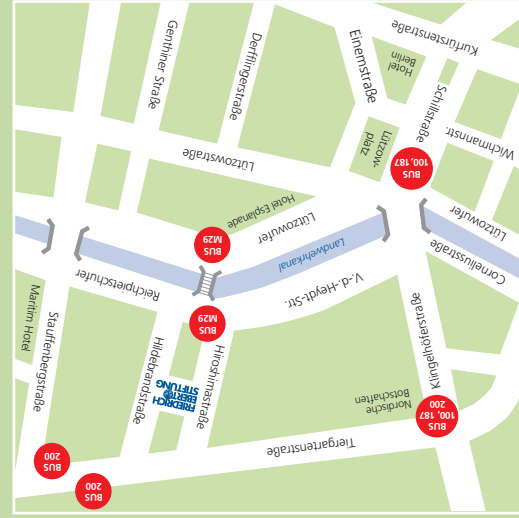 BUS
200
BUS
200
Tiergartenstraße
BUS
100, 187
200
Nordische
Botschaften
Klingelhöferstraße
FRIEDRICH
EBERT
STIFTUNG
Hiroshimastraße
Hildebrandstraße
Stauffenbergstraße
Maritim Hotel
BUS
M29
V.-d.-Heydt-Str.
Reichpietschufer
Corneliusstraße
Landwehrkanal
BUS
M29
Lützowufer
Lützowufer
Hotel Esplanade
BUS
100, 187
Lützow-
platz
Lützowstraße
Wichmannstr.
Schillstraße
Einemstraße
Derfflingerstraße
Genthiner Straße
Hotel
Berlin
Kurfürstenstraße